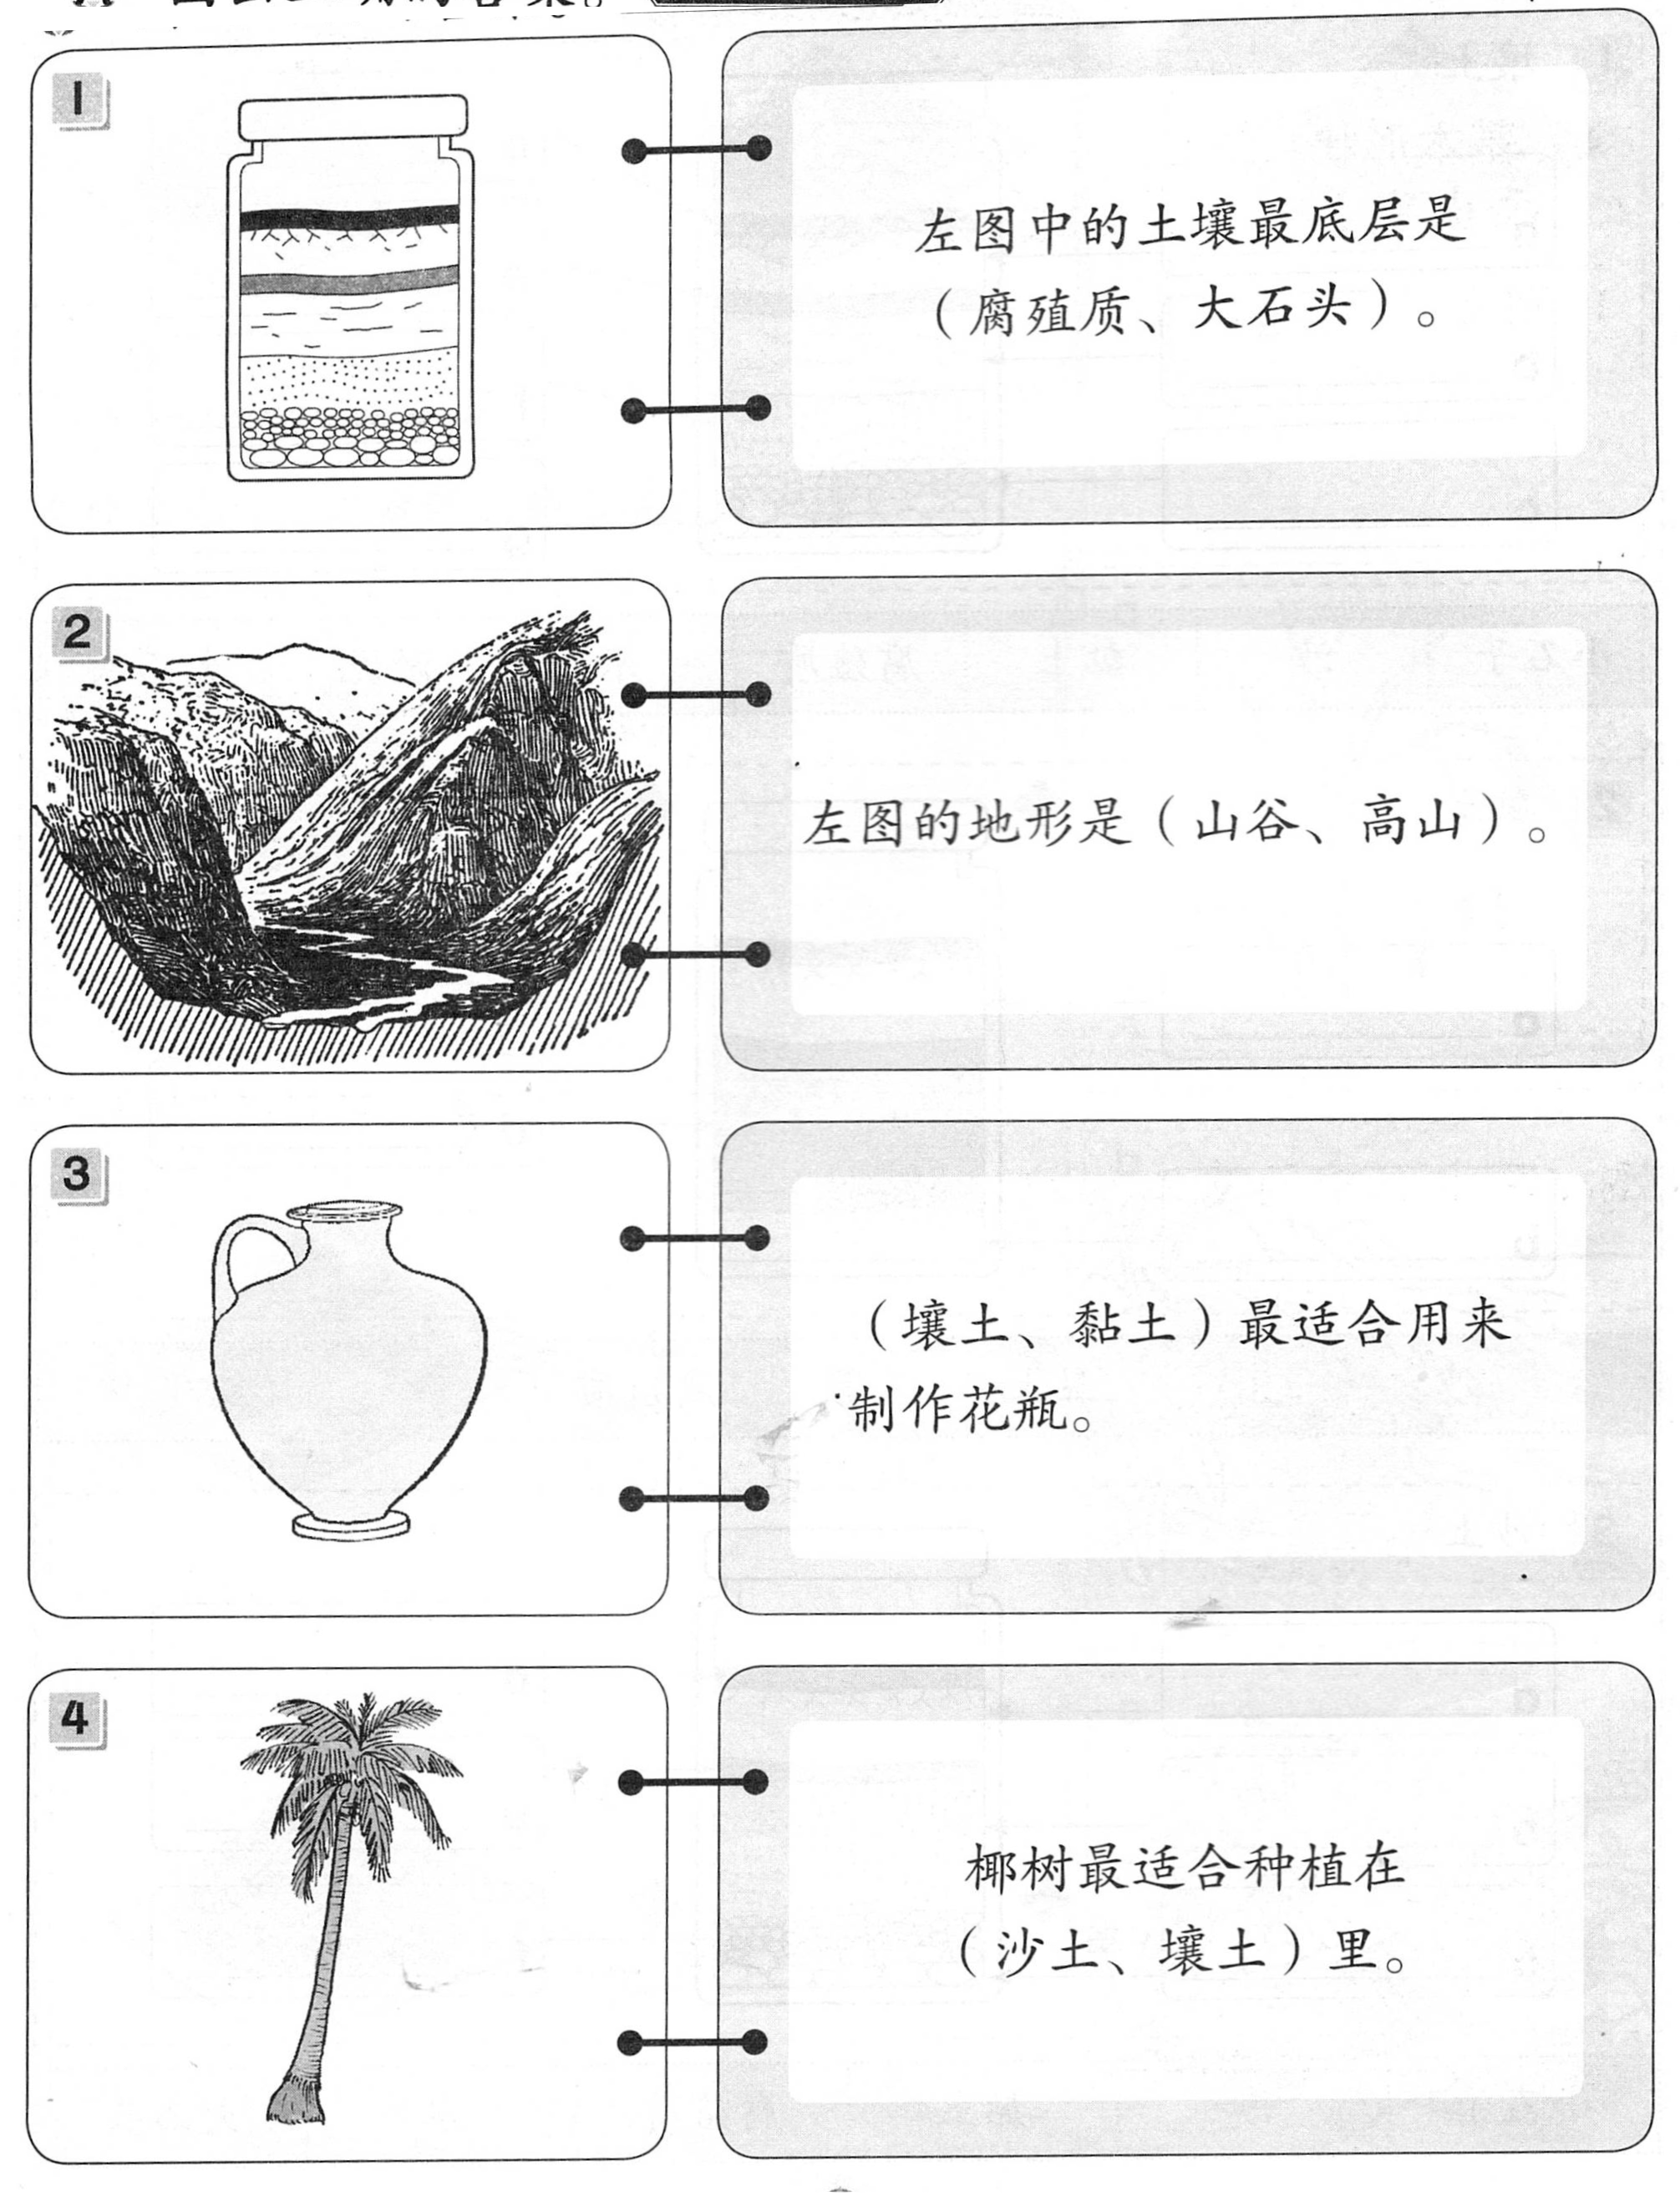 1
左图中的土壤最底层是
（腐殖质、大石头）。
2
左图的地形是（山谷、高山）。
3
（壤土、黏土）最适合用来
制作花瓶。
4
椰树最适合种植在
（沙土、壤土）里。